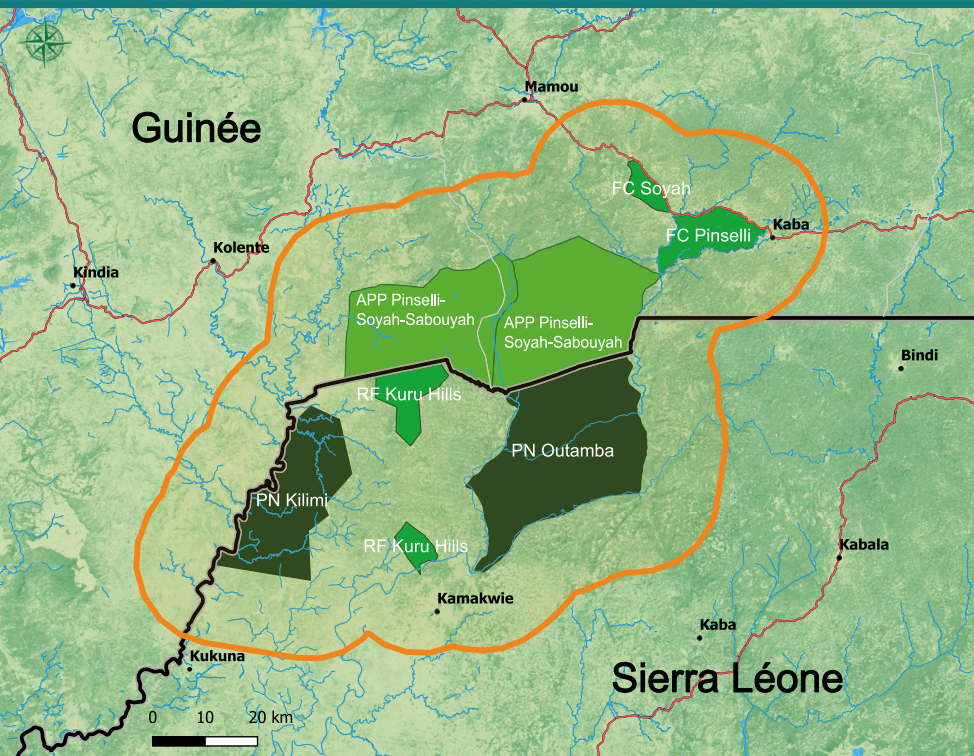 Mamou
Guinée
FC Soyah
Kaba
FC Pinselli
Kolente
Kindia
APP Pinselli-
Soyah-Sabouyah
APP Pinselli-
Soyah-Sabouyah
Bindi
RF Kuru Hills
PN Outamba
PN Kilimi
RF Kuru Hills
Kabala
Kamakwie
Kaba
Kukuna
Sierra Léone
0 10 20 km